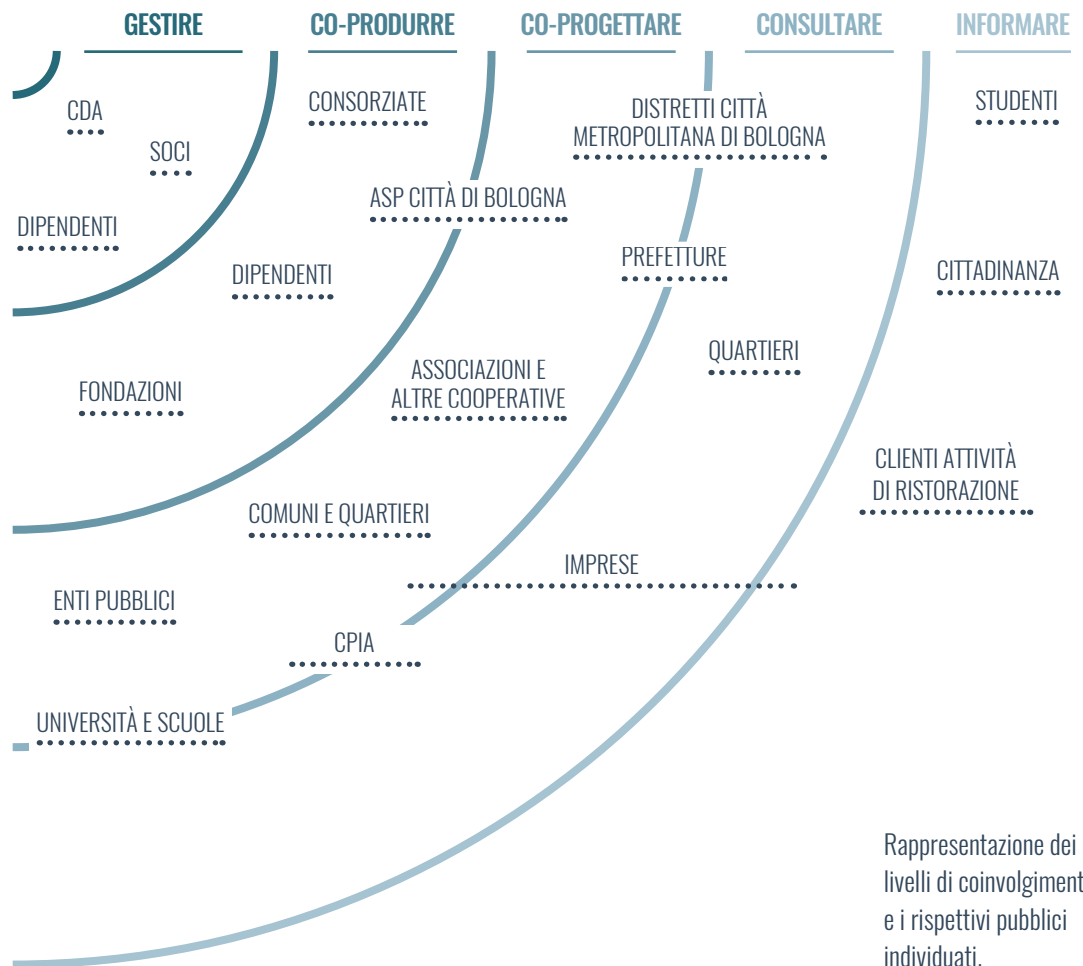 GESTIRE
CO-PRODURRE
CO-PROGETTARE
CONSULTARE
INFORMARE
CDA
SOCI
DIPENDENTI
CONSORZIATE
DIPENDENTI
FONDAZIONI
ASP CITTÀ DI BOLOGNA
ASSOCIAZIONI E
ALTRE COOPERATIVE
COMUNI E QUARTIERI
ENTI PUBBLICI
DISTRETTI CITTÀ
METROPOLITANA DI BOLOGNA
PREFETTURE
QUARTIERI
IMPRESE
CPIA
UNIVERSITÀ E SCUOLE
STUDENTI
CITTADINANZA
CLIENTI ATTIVITÀ
DI RISTORAZIONE
Rappresentazione dei
livelli di coinvolgiment
e i rispettivi pubblici
individuati.